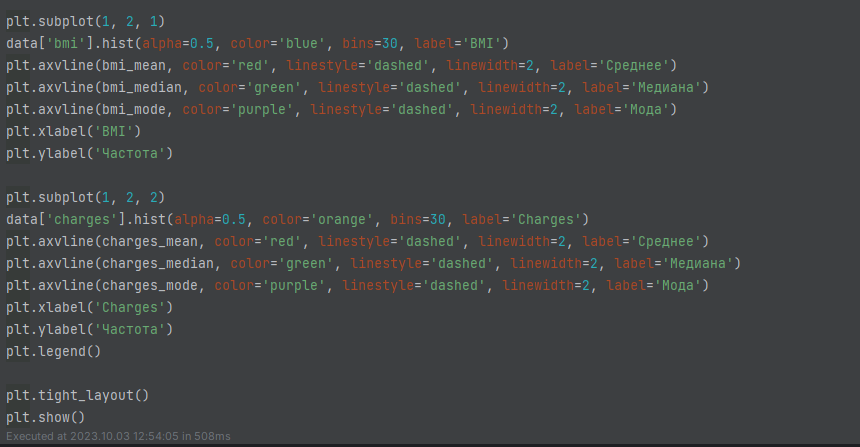 plt.subplot(1, 2, 1)
data['bmi'].hist(alpha=0.5, color='blue', bins=30, label='BMI')
plt.axvline(bmi_mean, color='red', linestyle='dashed', linewidth=2, label='Среднее')
plt.axvline(bmi_median, color='green', linestyle='dashed', linewidth=2, label='Медиана')
plt.axvline(bmi_mode, color='purple', linestyle='dashed', linewidth=2, label='Мода')
plt.xlabel('BMI')
plt.ylabel('Частота')
plt.subplot(1, 2, 2)
data['charges'].hist(alpha=0.5, color='orange', bins=30, label='Charges')
plt.axvline(charges_mean, color='red', linestyle='dashed', linewidth=2, label='Среднее')
plt.axvline(charges_median, color='green', linestyle='dashed', linewidth=2, label='Медиана')
plt.axvline(charges_mode, color='purple', linestyle='dashed', linewidth=2, label='Мода')
plt.xlabel('Charges')
plt.ylabel('Частота')
plt.legend()
plt.tight_layout()
plt.show()
Executed at 2023.10.03 12:54:05 in 508ms